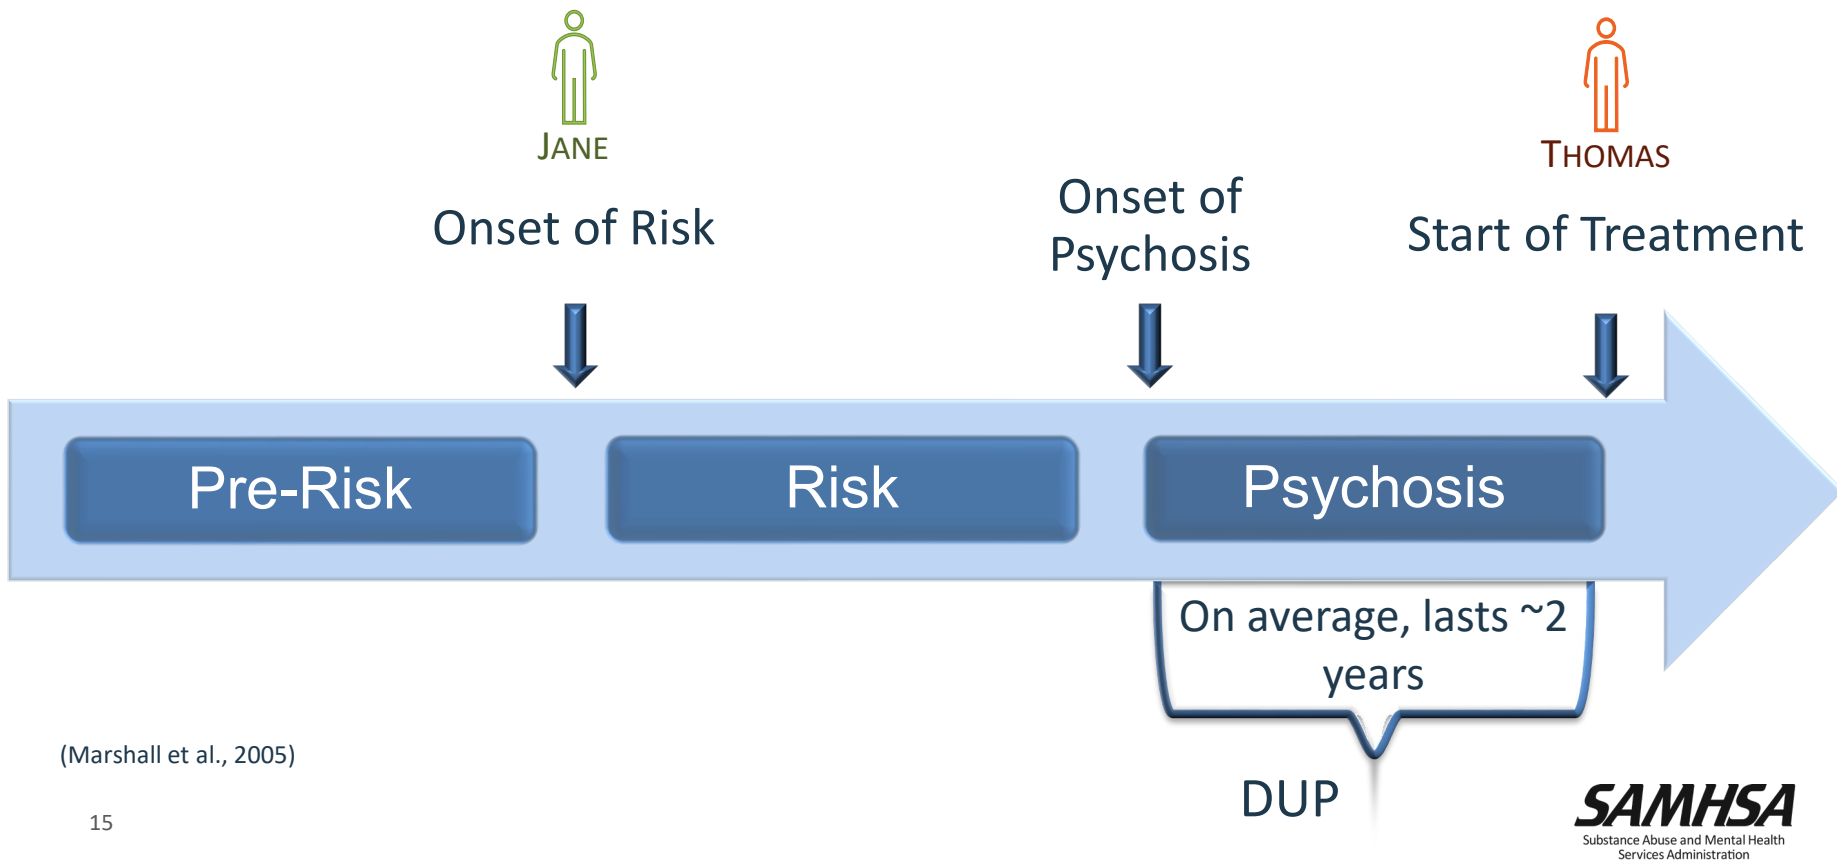 JANE
THOMAS
Onset of Risk
Onset of
Psychosis
Start of Treatment
Pre-Risk
Risk
Psychosis
On average, lasts ~2
years
DUP
(Marshall et al., 2005)
15
SAMHSA
Substance Abuse and Mental Health
Services Administration